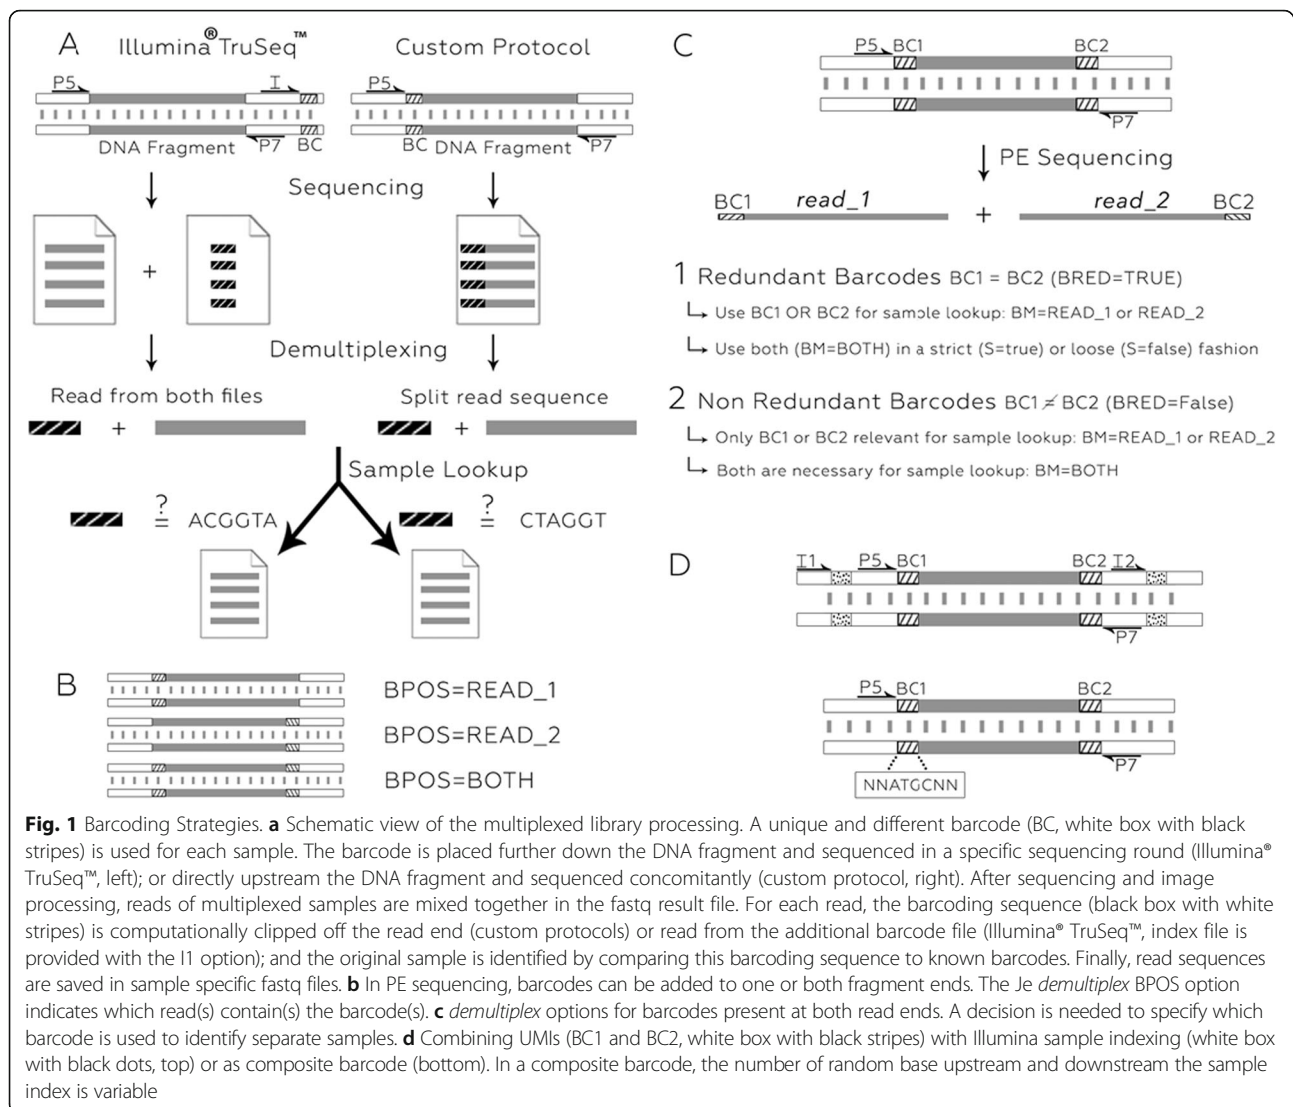 A Illumina® TruSeq™ Custom Protocol
P5 I P5
DNA Fragment P7 BC BC DNA Fragment P7
Sequencing
+
Demultiplexing
Read from both files Split read sequence
+ +
Sample Lookup
? = ACGGTA ? = CTAGGT
B
BPOS=READ_1
BPOS=READ_2
BPOS=BOTH
C
P5 BC1 BC2
P7
PE Sequencing
BC1 read_1 + read_2 BC2
1 Redundant Barcodes BC1 = BC2 (BRED=TRUE)
Use BC1 OR BC2 for sample lookup: BM=READ_1 or READ_2
Use both (BM=BOTH) in a strict (S=true) or loose (S=false) fashion
2 Non Redundant Barcodes BC1 ≠ BC2 (BRED=False)
Only BC1 or BC2 relevant for sample lookup: BM=READ_1 or READ_2
Both are necessary for sample lookup: BM=BOTH
D
I1 P5 BC1 BC2 I2
P7
P5 BC1 BC2
P7
NNATGCNN
Fig. 1 Barcoding Strategies. a Schematic view of the multiplexed library processing. A unique and different barcode (BC, white box with black
stripes) is used for each sample. The barcode is placed further down the DNA fragment and sequenced in a specific sequencing round (Illumina®
TruSeq™, left); or directly upstream the DNA fragment and sequenced concomitantly (custom protocol, right). After sequencing and image
processing, reads of multiplexed samples are mixed together in the fastq result file. For each read, the barcoding sequence (black box with white
stripes) is computationally clipped off the read end (custom protocols) or read from the additional barcode file (Illumina® TruSeq™, index file is
provided with the I1 option); and the original sample is identified by comparing this barcoding sequence to known barcodes. Finally, read sequences
are saved in sample specific fastq files. b In PE sequencing, barcodes can be added to one or both fragment ends. The Je demultiplex BPOS option
indicates which read(s) contain(s) the barcode(s). c demultiplex options for barcodes present at both read ends. A decision is needed to specify which
barcode is used to identify separate samples. d Combining UMIs (BC1 and BC2, white box with black stripes) with Illumina sample indexing (white box
with black dots, top) or as composite barcode (bottom). In a composite barcode, the number of random base upstream and downstream the sample
index is variable